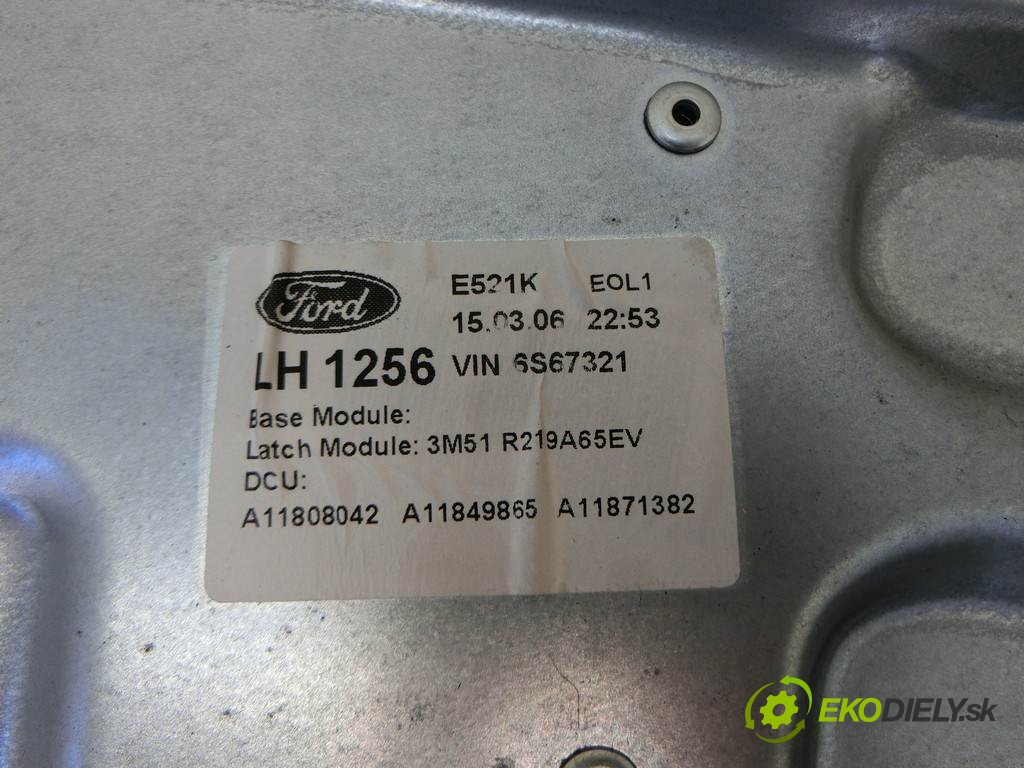 Ford E521K EOL1
15.03.06 22:53
LH 1256 VIN 6S67321
Base Module:
Latch Module: 3M51 R219A65EV
DCU:
A11808042 A11849865 A11871382
EKODIELY.sk